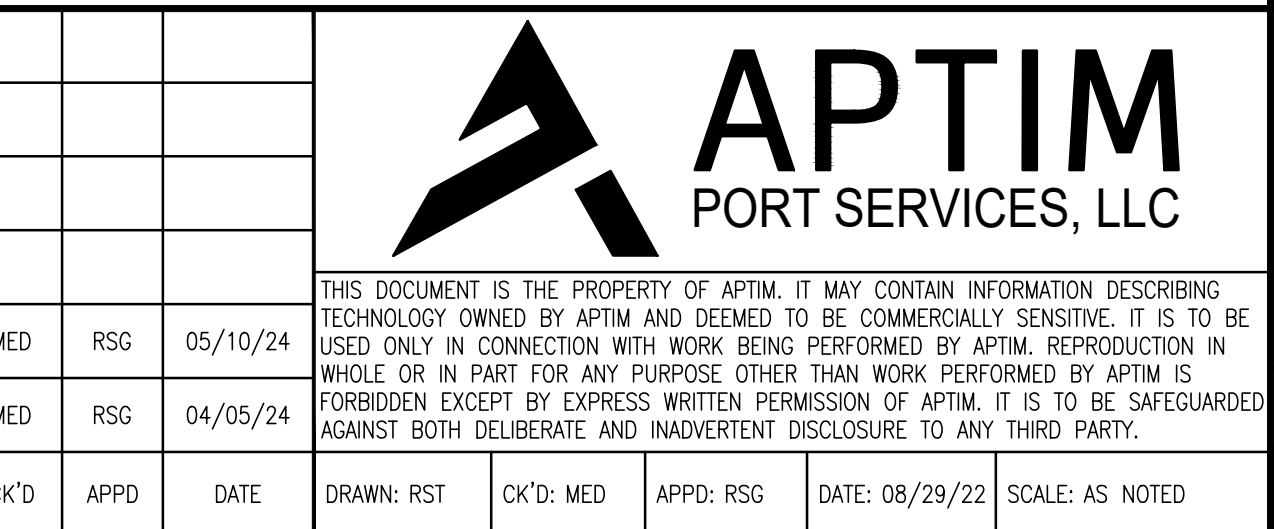 APTIM
PORT SERVICES, LLC
THIS DOCUMENT IS THE PROPERTY OF APTIM. IT MAY CONTAIN INFORMATION DESCRIBING
TECHNOLOGY OWNED BY APTIM AND DEEMED TO BE COMMERCIALLY SENSITIVE. IT IS TO BE
USED ONLY IN CONNECTION WITH WORK BEING PERFORMED BY APTIM. REPRODUCTION IN
WHOLE OR IN PART FOR ANY PURPOSE OTHER THAN WORK PERFORMED BY APTIM IS
FORBIDDEN EXCEPT BY EXPRESS WRITTEN PERMISSION OF APTIM. IT IS TO BE SAFEGUARDED
AGAINST BOTH DELIBERATE AND INADVERTENT DISCLOSURE TO ANY THIRD PARTY.
MED RSG 05/10/24
MED RSG 04/05/24
CK'D APPD DATE
DRAWN: RST CK'D: MED APPD: RSG DATE: 08/29/22 SCALE: AS NOTED